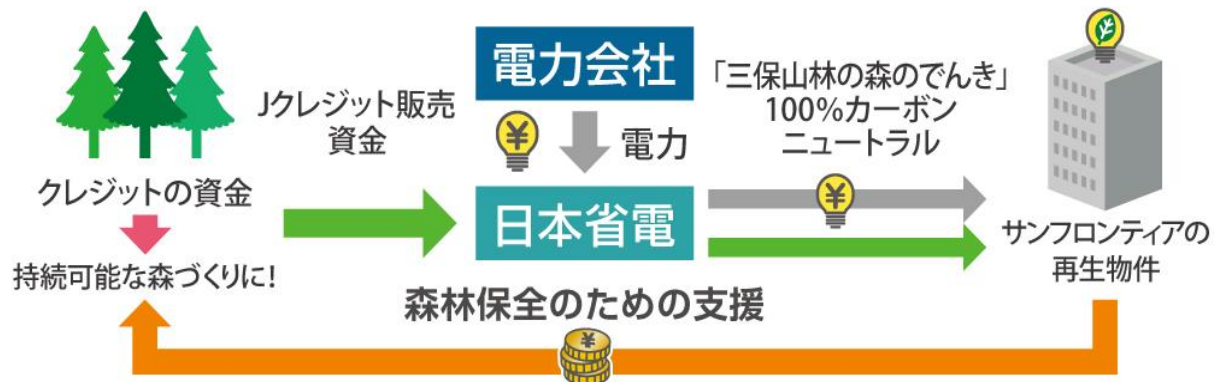 電力会社
Jクレジット販売
資金
電力
「三保山林の森のでんき」
100%カーボン
ニュートラル
クレジットの資金
日本省電
サンフロンティアの
再生物件
持続可能な森づくりに!
森林保全のための支援
¥
¥
¥